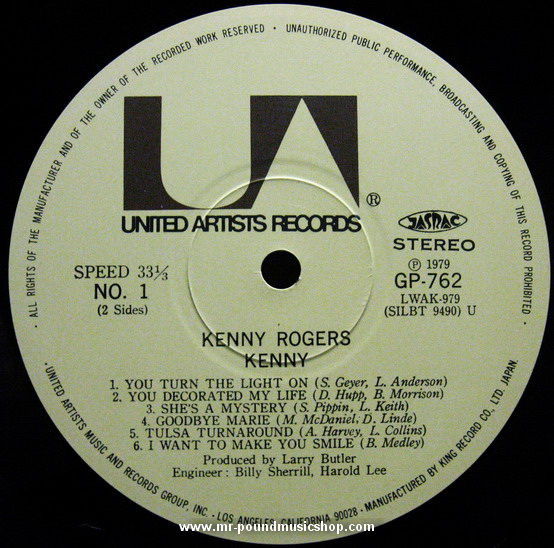 · ALL RIGHTS OF THE MANUFACTURER AND OF THE OWNER OF THE RECORDED WORK RESERVED · UNAUTHORIZED PUBLIC PERFORMANCE, BROADCASTING AND COPYING OF THIS RECORD PROHIBITED ·
UA®
UNITED ARTISTS RECORDS
JASRAC
STEREO
SPEED 33⅓
NO. 1
(2 Sides)
Ⓟ 1979
GP-762
LWAK-979
(SILBT 9490) U
KENNY ROGERS
KENNY
1. YOU TURN THE LIGHT ON (S. Geyer, L. Anderson)
2. YOU DECORATED MY LIFE (D. Hupp, B. Morrison)
3. SHE'S A MYSTERY (S. Pippin, L. Keith)
4. GOODBYE MARIE (M. McDaniel, D. Linde)
5. TULSA TURNAROUND (A. Harvey, L. Collins)
6. I WANT TO MAKE YOU SMILE (B. Medley)
Produced by Larry Butler
Engineer: Billy Sherrill, Harold Lee
· UNITED ARTISTS MUSIC AND RECORDS GROUP, INC. · LOS ANGELES, CALIFORNIA 90028 · MANUFACTURED BY KING RECORD CO., LTD. JAPAN.
www.mr-poundmusicshop.com